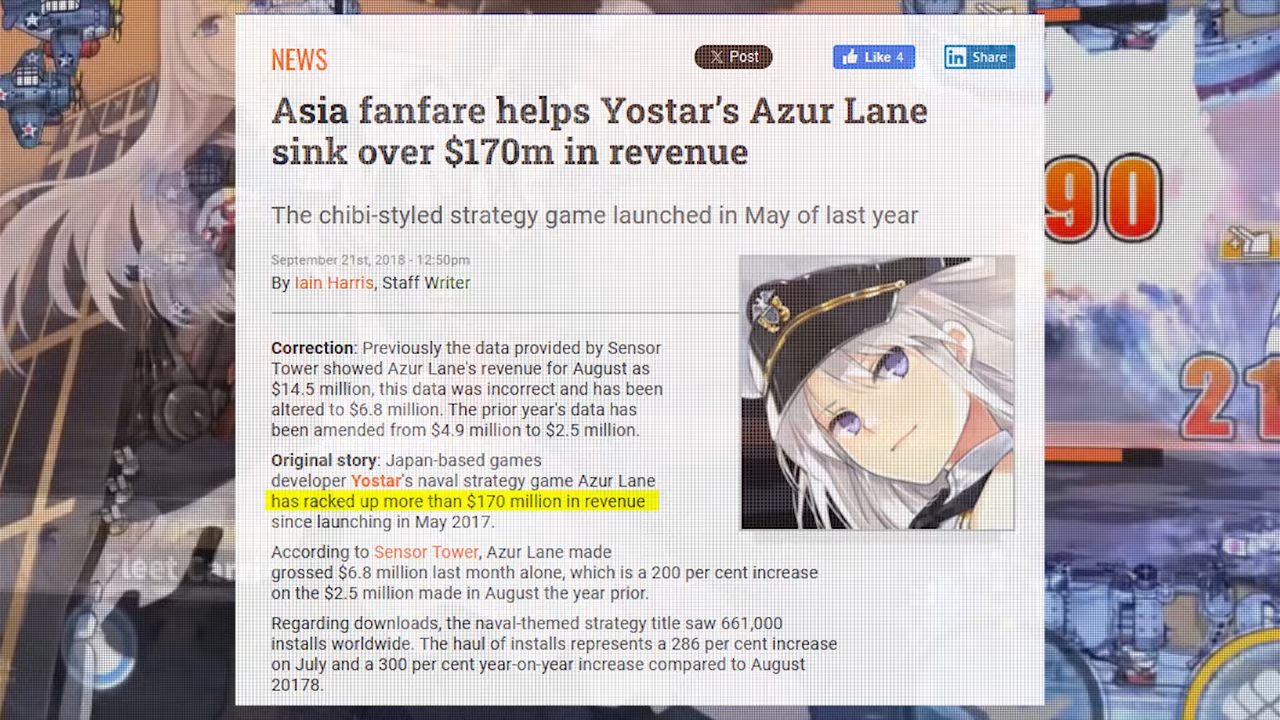 NEWS
X Post
Like 4
in Share
Asia fanfare helps Yostar’s Azur Lane
sink over $170m in revenue
The chibi-styled strategy game launched in May of last year
September 21st, 2018 - 12:50pm
By Iain Harris, Staff Writer
Correction: Previously the data provided by Sensor
Tower showed Azur Lane's revenue for August as
$14.5 million, this data was incorrect and has been
altered to $6.8 million. The prior year's data has
been amended from $4.9 million to $2.5 million.
Original story: Japan-based games
developer Yostar's naval strategy game Azur Lane
has racked up more than $170 million in revenue
since launching in May 2017.
According to Sensor Tower, Azur Lane made
grossed $6.8 million last month alone, which is a 200 per cent increase
on the $2.5 million made in August the year prior.
Regarding downloads, the naval-themed strategy title saw 661,000
installs worldwide. The haul of installs represents a 286 per cent increase
on July and a 300 per cent year-on-year increase compared to August
20178.
90
21
Fleet